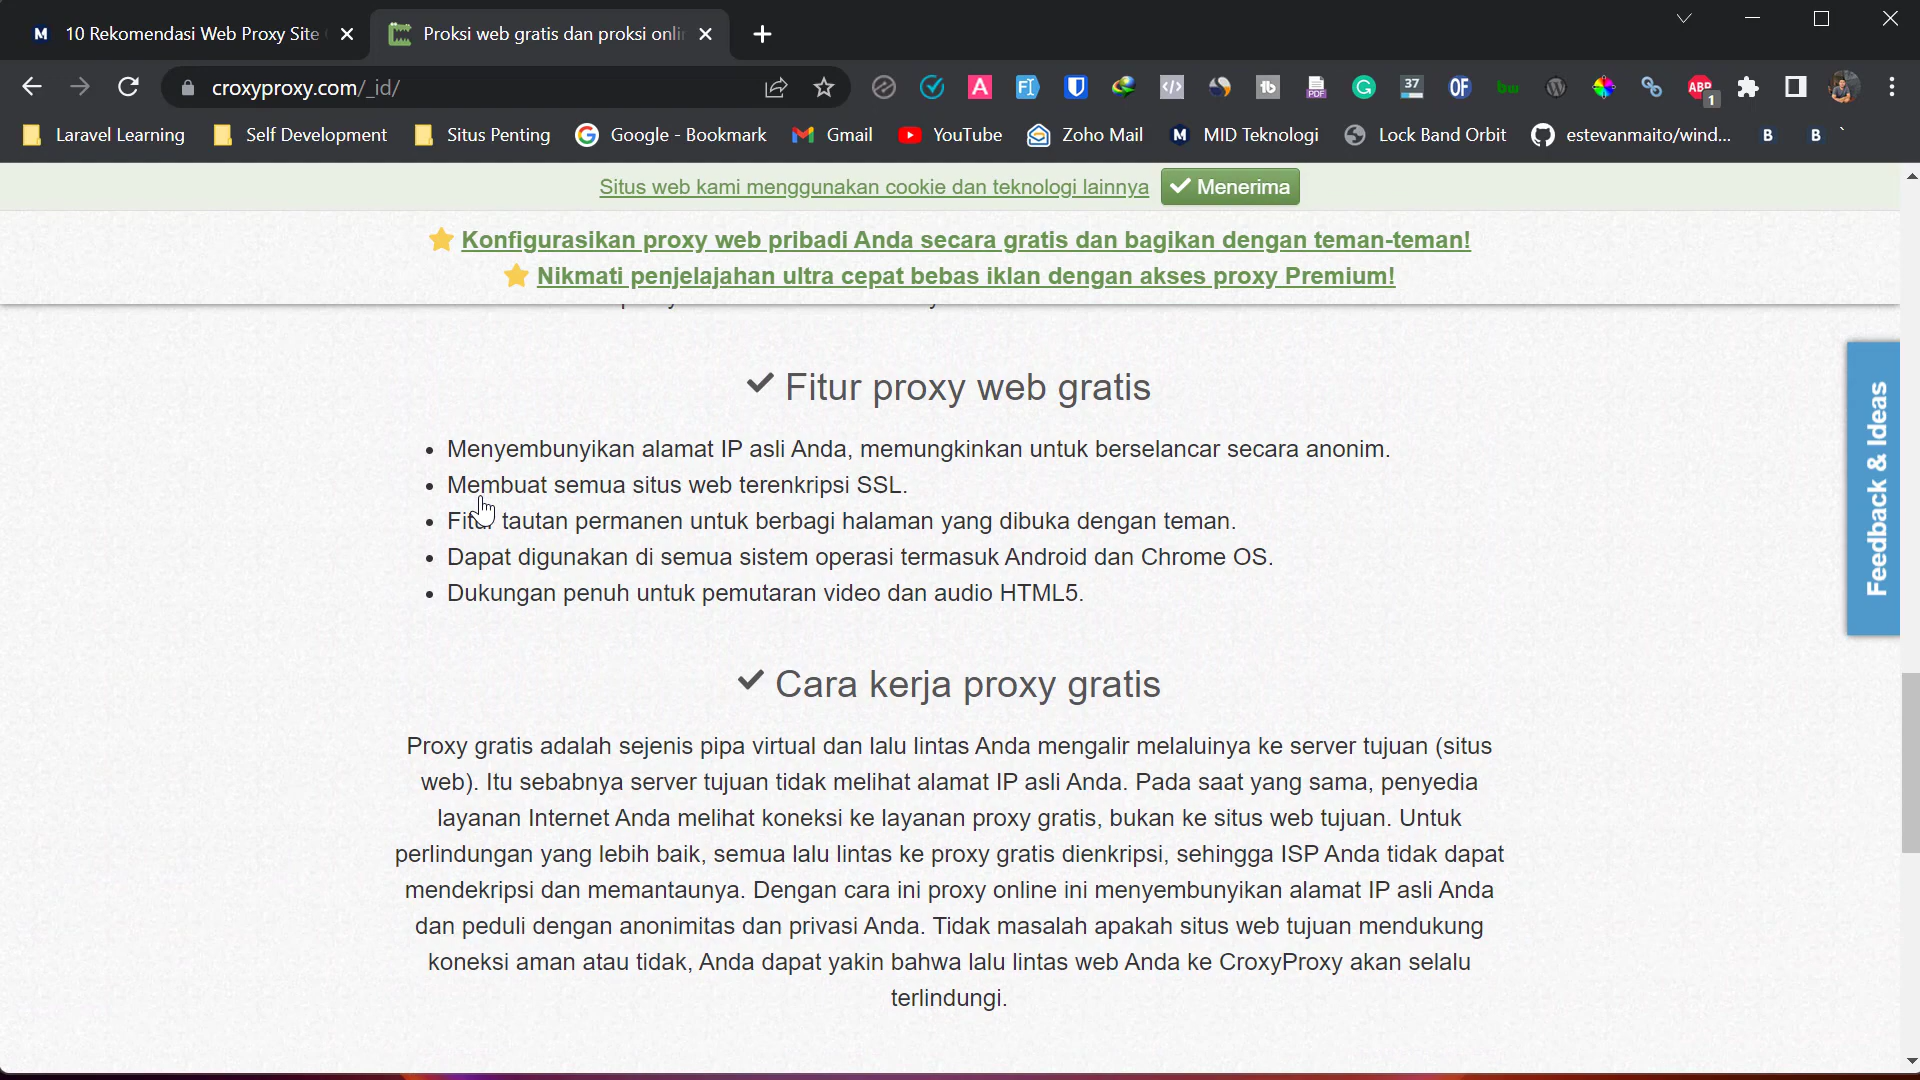 10 Rekomendasi Web Proxy Site
Proksi web gratis dan proksi onli
croxyproxy.com/_id/
37
OF
bw
ABP
1
Laravel Learning
Self Development
Situs Penting
Google - Bookmark
Gmail
YouTube
Zoho Mail
MID Teknologi
Lock Band Orbit
estevanmaito/wind...
Situs web kami menggunakan cookie dan teknologi lainnya
Menerima
Konfigurasikan proxy web pribadi Anda secara gratis dan bagikan dengan teman-teman!
Nikmati penjelajahan ultra cepat bebas iklan dengan akses proxy Premium!
Fitur proxy web gratis
• Menyembunyikan alamat IP asli Anda, memungkinkan untuk berselancar secara anonim.
• Membuat semua situs web terenkripsi SSL.
• Fitur tautan permanen untuk berbagi halaman yang dibuka dengan teman.
• Dapat digunakan di semua sistem operasi termasuk Android dan Chrome OS.
• Dukungan penuh untuk pemutaran video dan audio HTML5.
Feedback & Ideas
Cara kerja proxy gratis
Proxy gratis adalah sejenis pipa virtual dan lalu lintas Anda mengalir melaluinya ke server tujuan (situs
web). Itu sebabnya server tujuan tidak melihat alamat IP asli Anda. Pada saat yang sama, penyedia
layanan Internet Anda melihat koneksi ke layanan proxy gratis, bukan ke situs web tujuan. Untuk
perlindungan yang lebih baik, semua lalu lintas ke proxy gratis dienkripsi, sehingga ISP Anda tidak dapat
mendekripsi dan memantaunya. Dengan cara ini proxy online ini menyembunyikan alamat IP asli Anda
dan peduli dengan anonimitas dan privasi Anda. Tidak masalah apakah situs web tujuan mendukung
koneksi aman atau tidak, Anda dapat yakin bahwa lalu lintas web Anda ke CroxyProxy akan selalu
terlindungi.